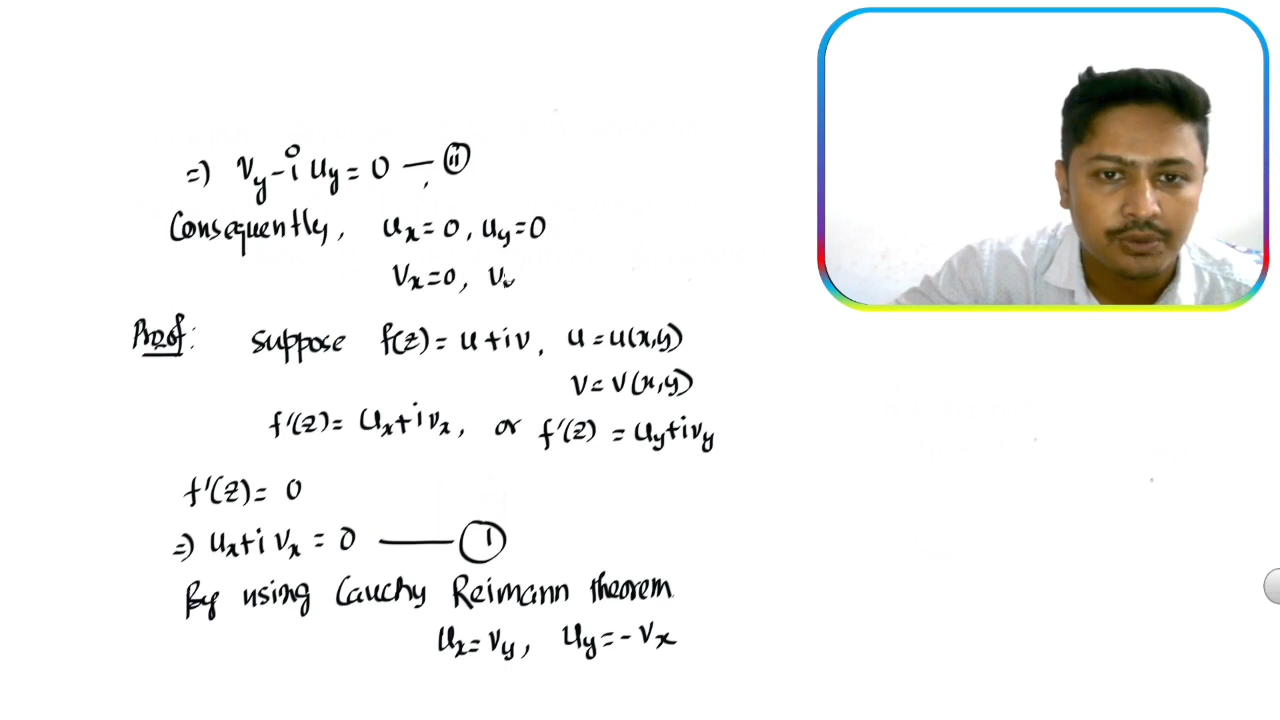 =) Vy - i uy = 0 — ii
Consequently, ux = 0, uy = 0
Vx = 0, Vx
Proof: suppose f(z) = u + iv, u = u(x,y)
v = v(x,y)
f'(z) = ux + ivx, or f'(z) = uy + ivy
f'(z) = 0
=) ux + i vx = 0 —— 1
By using Cauchy Reimann theorem
ux = vy, uy = - vx